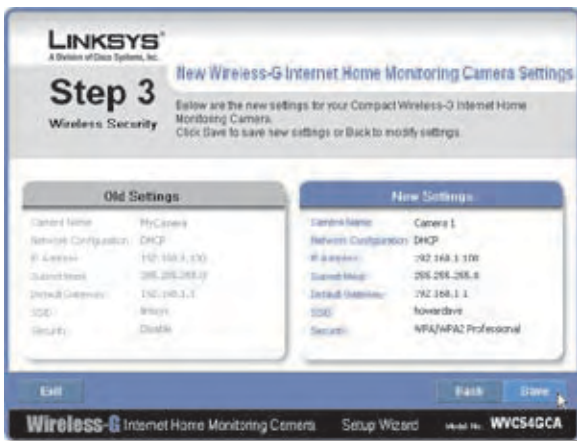 LINKSYS®
A Division of Cisco Systems, Inc.
Step 3
Wireless Security
New Wireless-G Internet Home Monitoring Camera Settings
Below are the new settings for your Compact Wireless-G Internet Home
Monitoring Camera.
Click Save to save new settings or Back to modify settings.
Old Settings
Camera Name: MyCamera
Network Configuration: DHCP
IP Address: 192.168.1.100
Subnet Mask: 255.255.255.0
Default Gateway: 192.168.1.1
SSID: linksys
Security: Disable
New Settings
Camera Name: Camera 1
Network Configuration: DHCP
IP Address: 192.168.1.100
Subnet Mask: 255.255.255.0
Default Gateway: 192.168.1.1
SSID: howardave
Security: WPA/WPA2 Professional
Exit
Back
Save
Wireless-G Internet Home Monitoring Camera Setup Wizard Model No. WVC54GCA